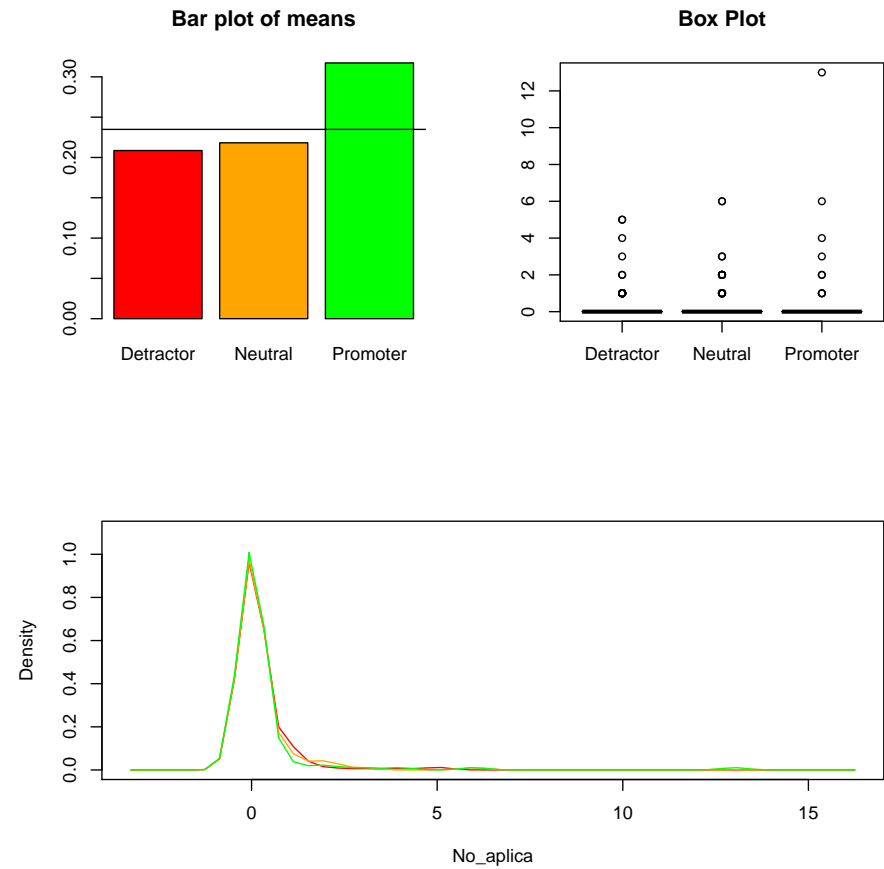 Bar plot of means
0.00 0.10 0.20 0.30
Detractor Neutral Promoter
Box Plot
0 2 4 6 8 10 12
Detractor Neutral Promoter
Density
0.0 0.2 0.4 0.6 0.8 1.0
0 5 10 15
No_aplica